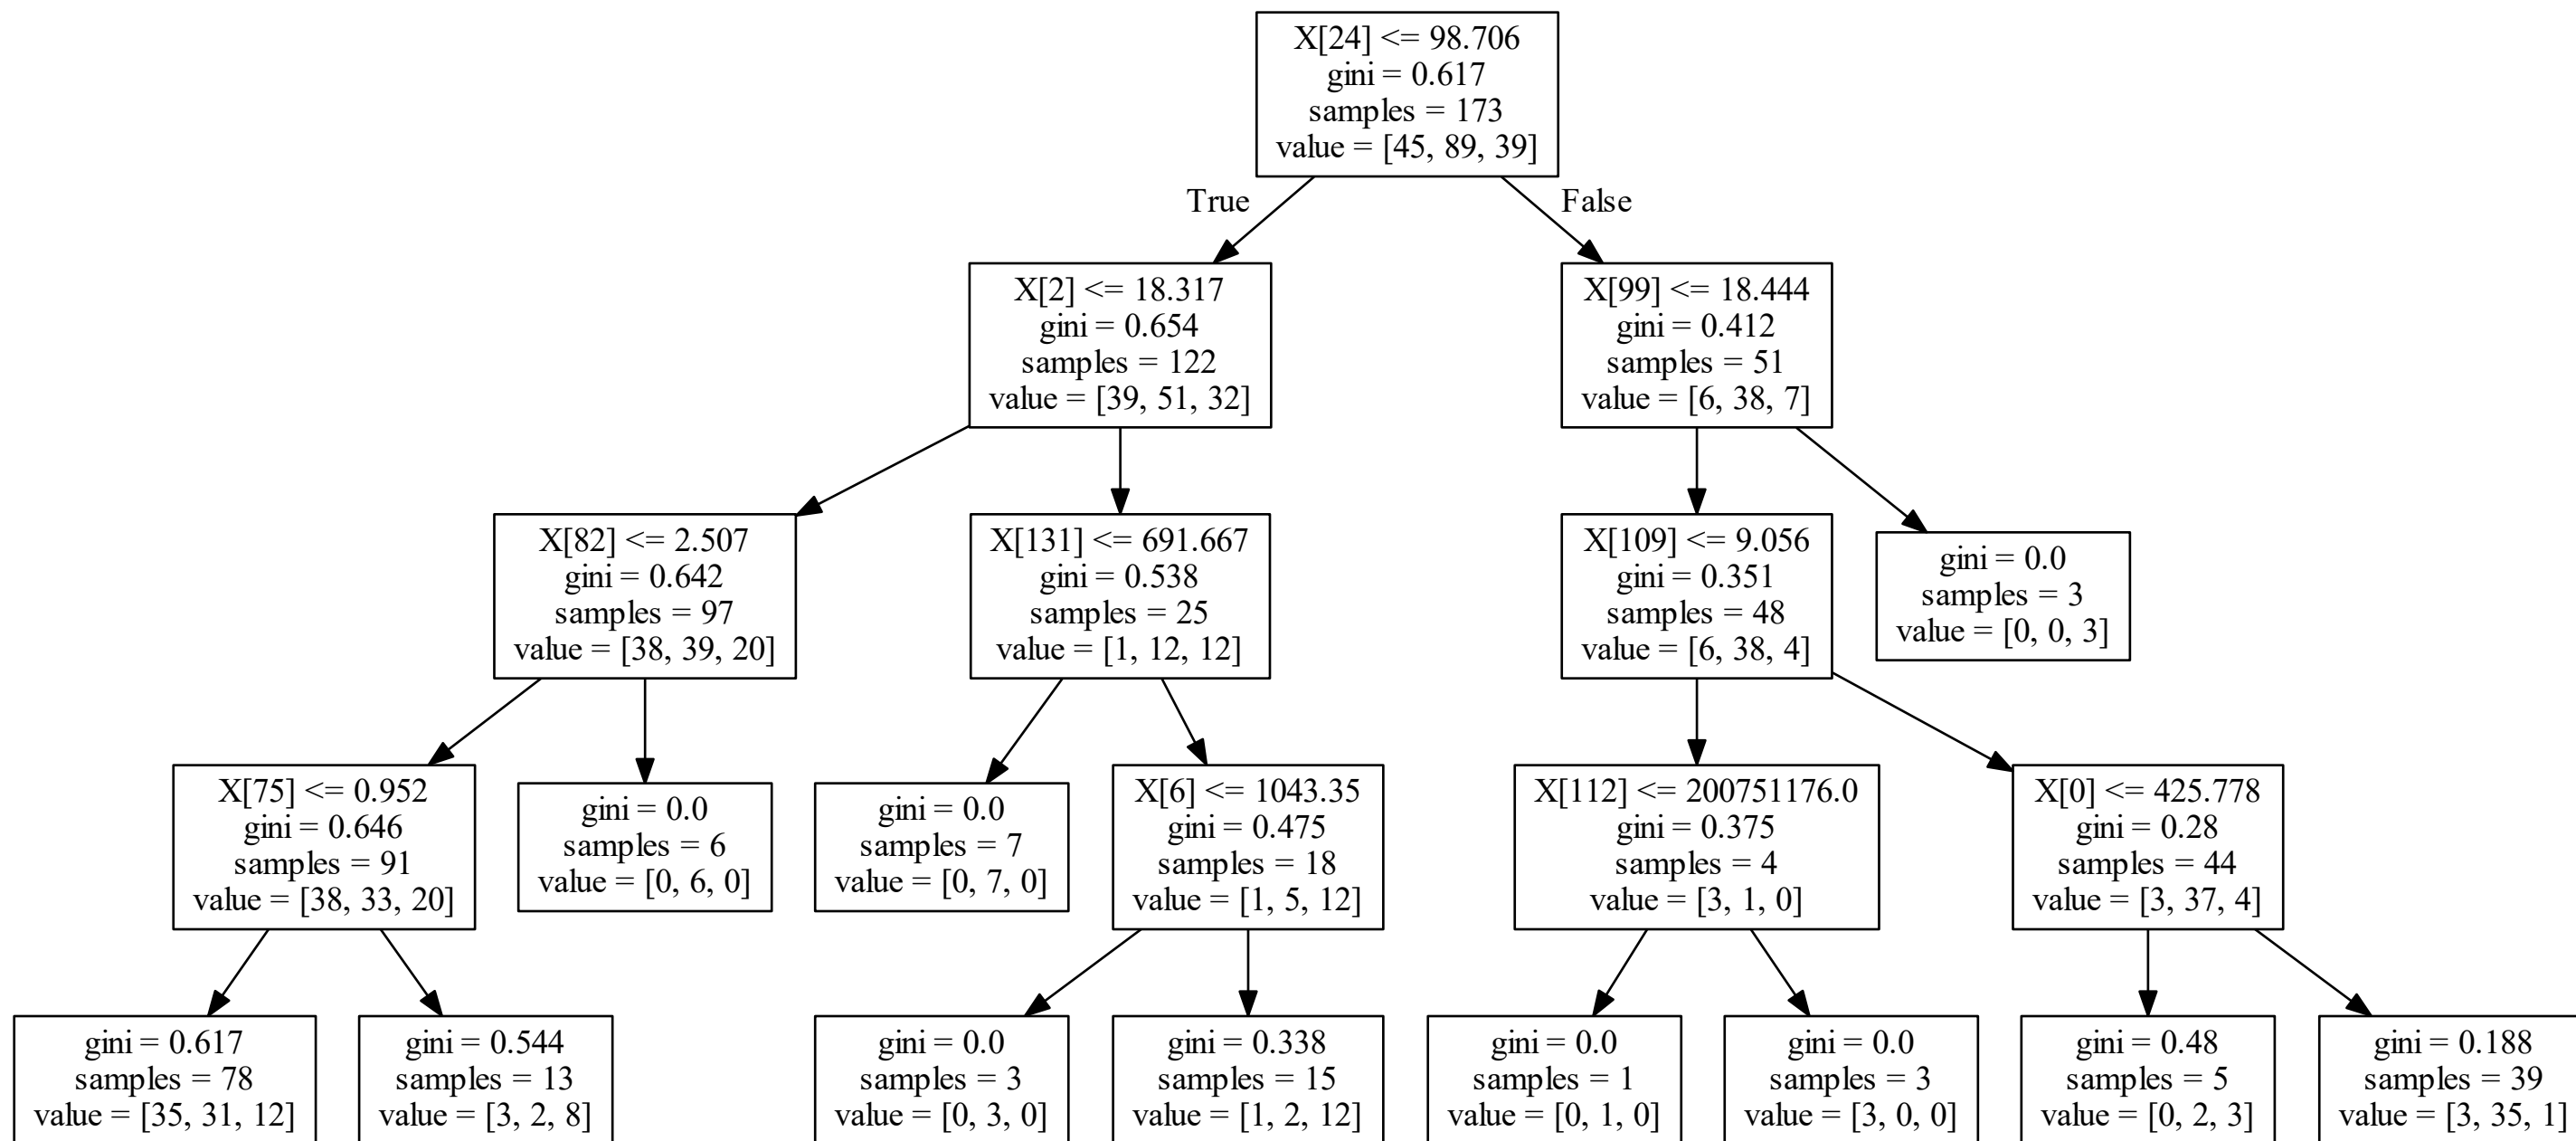 X[24] <= 98.706
gini = 0.617
samples = 173
value = [45, 89, 39]
True
False
X[2] <= 18.317
gini = 0.654
samples = 122
value = [39, 51, 32]
X[99] <= 18.444
gini = 0.412
samples = 51
value = [6, 38, 7]
X[82] <= 2.507
gini = 0.642
samples = 97
value = [38, 39, 20]
X[131] <= 691.667
gini = 0.538
samples = 25
value = [1, 12, 12]
X[109] <= 9.056
gini = 0.351
samples = 48
value = [6, 38, 4]
gini = 0.0
samples = 3
value = [0, 0, 3]
X[75] <= 0.952
gini = 0.646
samples = 91
value = [38, 33, 20]
gini = 0.0
samples = 6
value = [0, 6, 0]
gini = 0.0
samples = 7
value = [0, 7, 0]
X[6] <= 1043.35
gini = 0.475
samples = 18
value = [1, 5, 12]
X[112] <= 200751176.0
gini = 0.375
samples = 4
value = [3, 1, 0]
X[0] <= 425.778
gini = 0.28
samples = 44
value = [3, 37, 4]
gini = 0.617
samples = 78
value = [35, 31, 12]
gini = 0.544
samples = 13
value = [3, 2, 8]
gini = 0.0
samples = 3
value = [0, 3, 0]
gini = 0.338
samples = 15
value = [1, 2, 12]
gini = 0.0
samples = 1
value = [0, 1, 0]
gini = 0.0
samples = 3
value = [3, 0, 0]
gini = 0.48
samples = 5
value = [0, 2, 3]
gini = 0.188
samples = 39
value = [3, 35, 1]